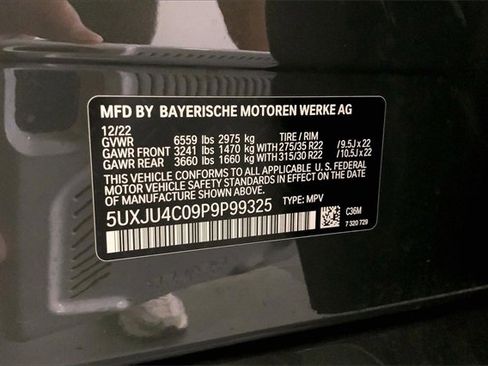 MFD BY BAYERISCHE MOTOREN WERKE AG
12/22
GVWR 6559 lbs 2975 kg TIRE / RIM
GAWR FRONT 3241 lbs 1470 kg WITH 275/35 R22 / 9.5J x 22
GAWR REAR 3660 lbs 1660 kg WITH 315/30 R22 / 10.5J x 22
THIS VEHICLE CONFORMS TO ALL APPLICABLE U. S. FEDERAL
MOTOR VEHICLE SAFETY STANDARDS IN EFFECT ON THE
DATE OF MANUFACTURE SHOWN ABOVE.
5UXJU4C09P9P99325 TYPE: MPV
C36M
7 320 729